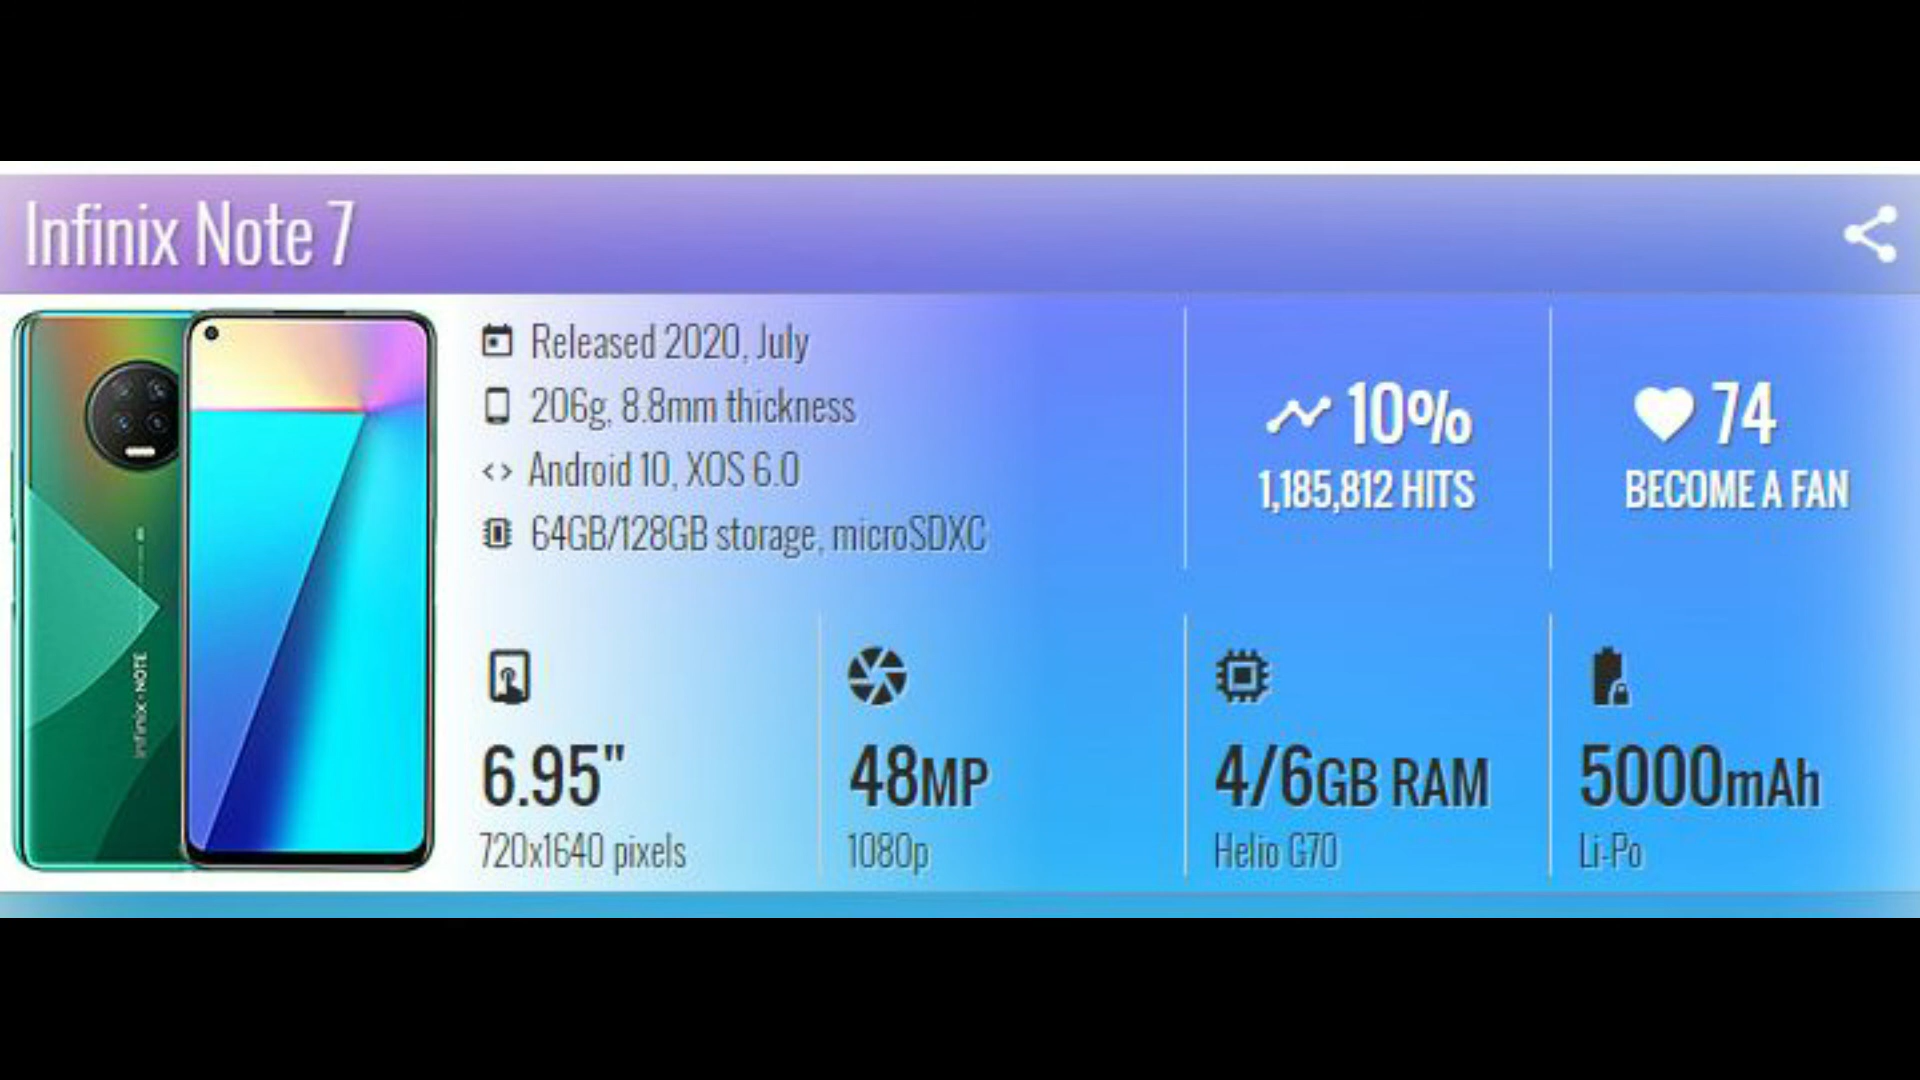 Infinix Note 7
Released 2020, July
206g, 8.8mm thickness
Android 10, XOS 6.0
64GB/128GB storage, microSDXC
10%
1,185,812 HITS
74
BECOME A FAN
6.95"
720x1640 pixels
48MP
1080p
4/6GB RAM
Helio G70
5000mAh
Li-Po
Infinix NOTE